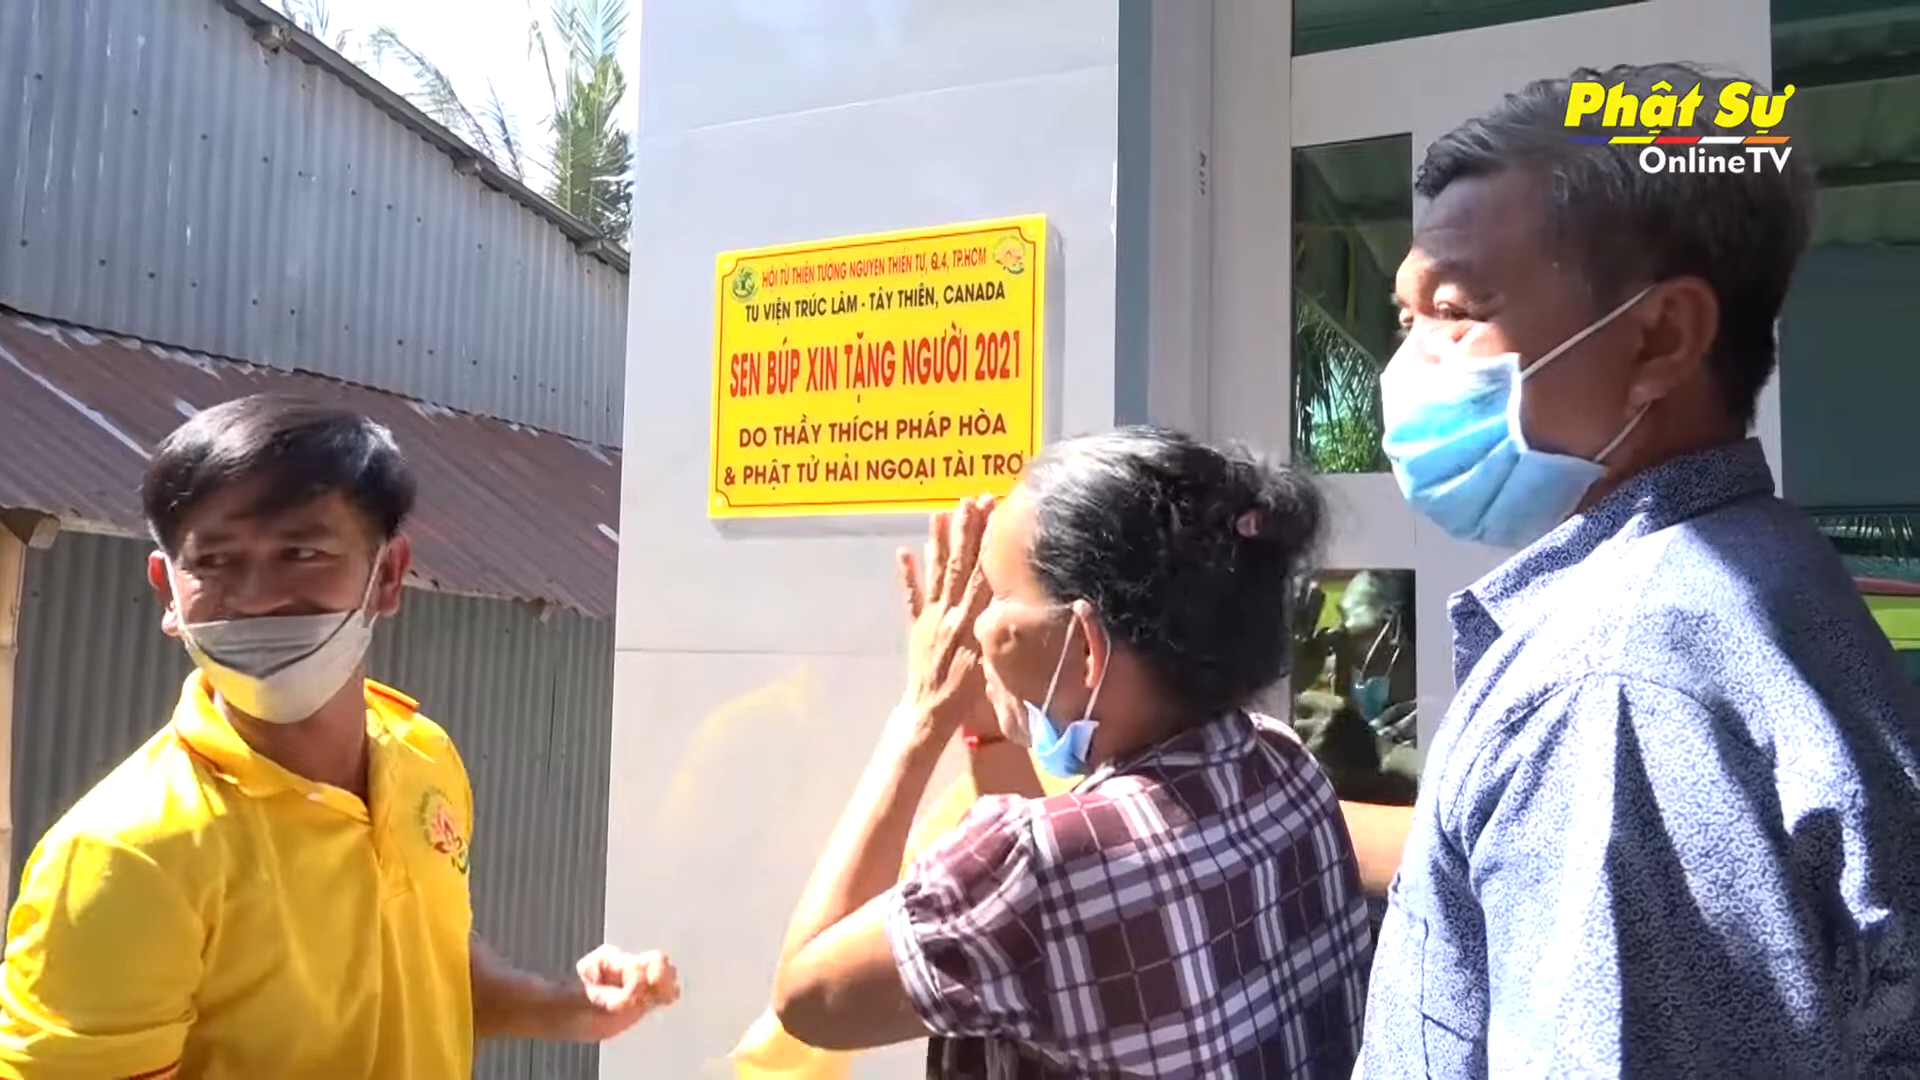 Phật Sự
OnlineTV
HỘI TỪ THIỆN TƯỜNG NGUYÊN THIỀN TỰ, Q.4, TP.HCM
TU VIỆN TRÚC LÂM - TÂY THIÊN, CANADA
SEN BÚP XIN TẶNG NGƯỜI 2021
DO THẦY THÍCH PHÁP HÒA
& PHẬT TỬ HẢI NGOẠI TÀI TRỢ